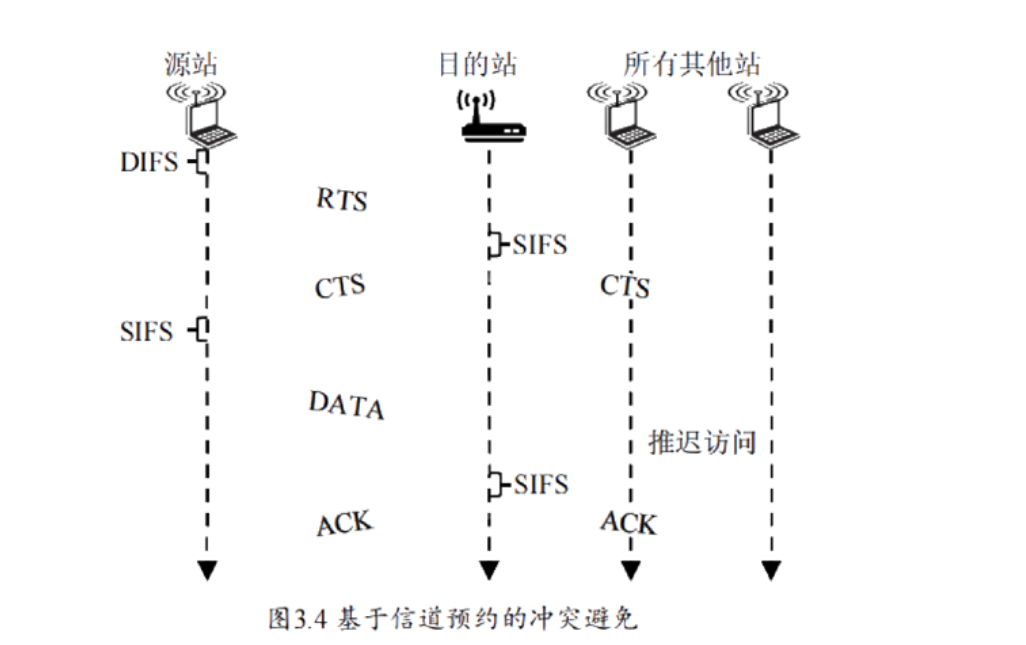 源站 目的站 所有其他站
DIFS
RTS
SIFS
CTS CTS
SIFS
DATA
推迟访问
SIFS
ACK ACK
图3.4 基于信道预约的冲突避免